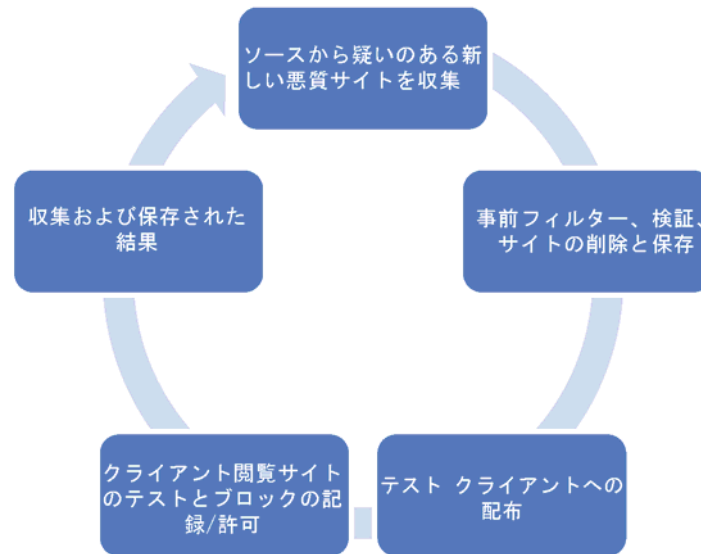 ソースから疑いのある新
しい悪質サイトを収集
事前フィルター、検証、
サイトの削除と保存
テスト クライアントへの
配布
クライアント閲覧サイト
のテストとブロックの記
録/許可
収集および保存された
結果